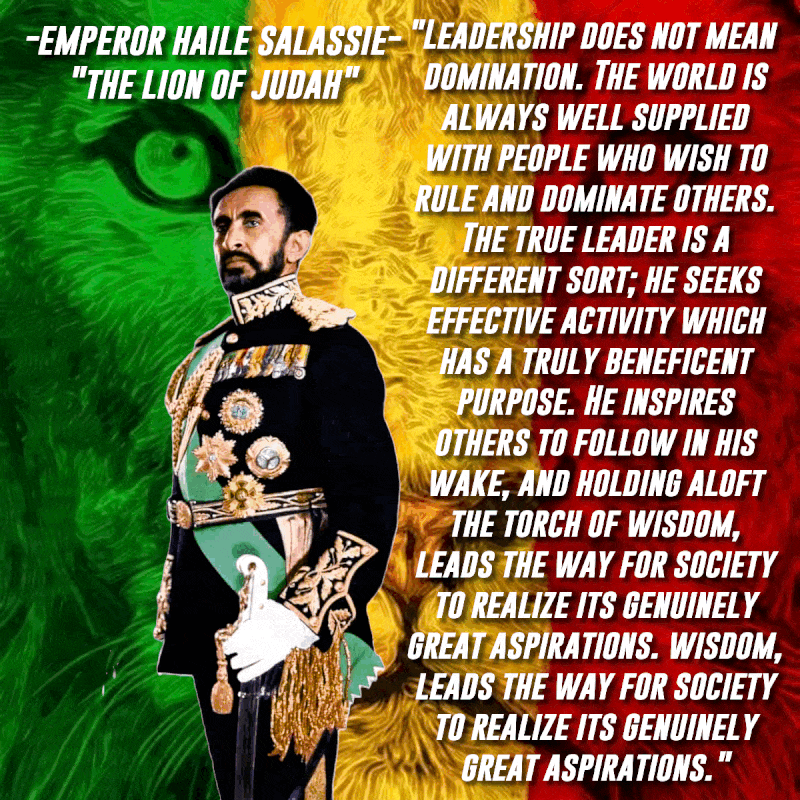 -EMPEROR HAILE SALASSIE-
"THE LION OF JUDAH"
"LEADERSHIP DOES NOT MEAN
DOMINATION. THE WORLD IS
ALWAYS WELL SUPPLIED
WITH PEOPLE WHO WISH TO
RULE AND DOMINATE OTHERS.
THE TRUE LEADER IS A
DIFFERENT SORT; HE SEEKS
EFFECTIVE ACTIVITY WHICH
HAS A TRULY BENEFICENT
PURPOSE. HE INSPIRES
OTHERS TO FOLLOW IN HIS
WAKE, AND HOLDING ALOFT
THE TORCH OF WISDOM,
LEADS THE WAY FOR SOCIETY
TO REALIZE ITS GENUINELY
GREAT ASPIRATIONS. WISDOM,
LEADS THE WAY FOR SOCIETY
TO REALIZE ITS GENUINELY
GREAT ASPIRATIONS."